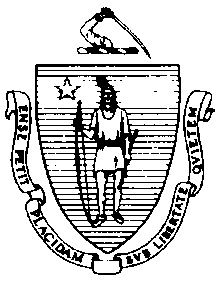 ENSE PETIT
PLACIDAM
SVB LIBERTATE
QVIETEM